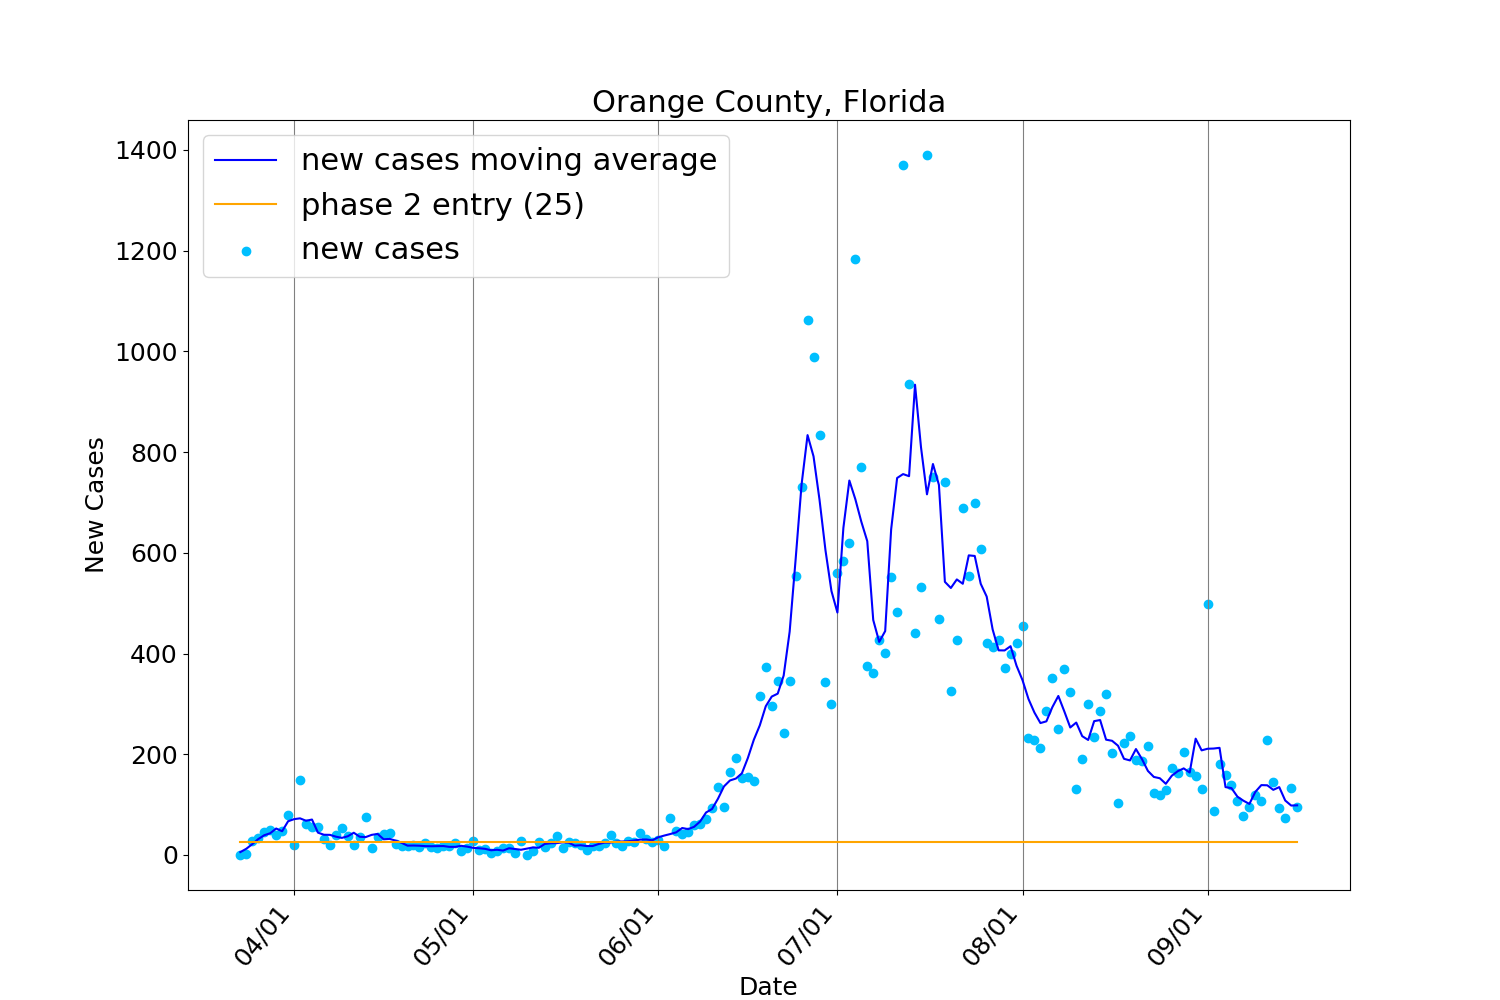 Orange County, Florida
new cases moving average
phase 2 entry (25)
new cases
1400
1200
1000
800
600
400
200
0
New Cases
04/01
05/01
06/01
07/01
08/01
09/01
Date